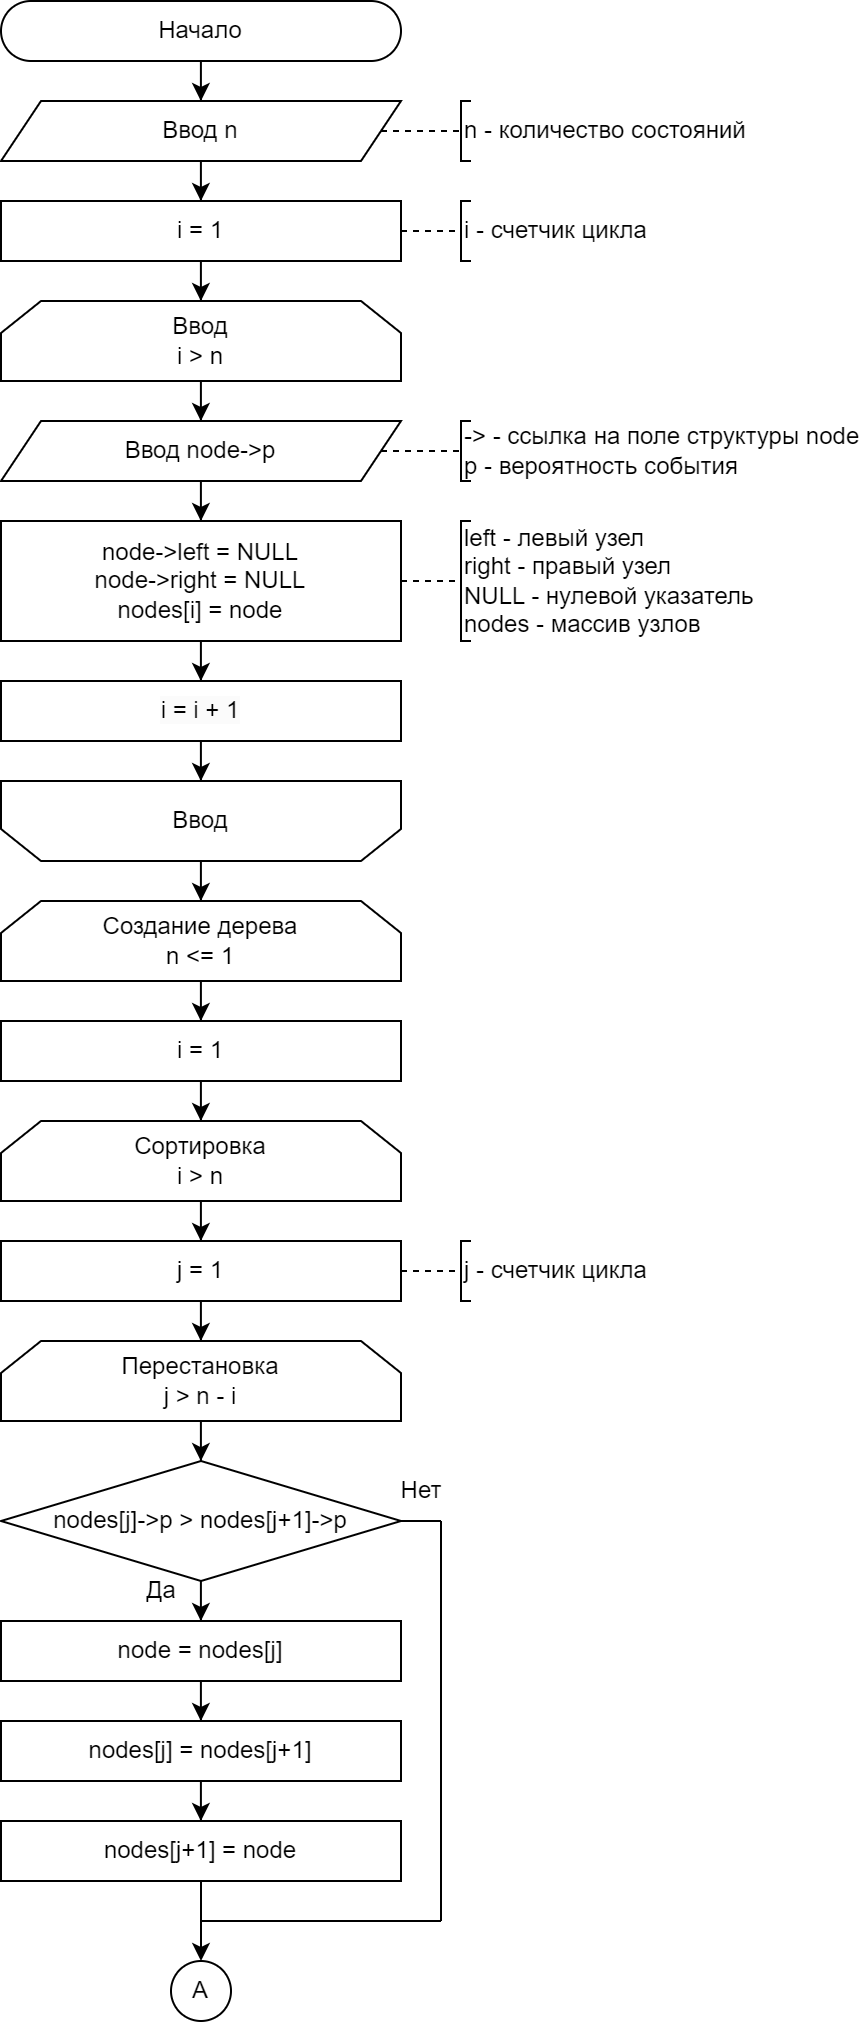 Начало
Ввод n
n - количество состояний
i = 1
i - счетчик цикла
Ввод
i > n
Ввод node->p
-> - ссылка на поле структуры node
p - вероятность события
node->left = NULL
node->right = NULL
nodes[i] = node
left - левый узел
right - правый узел
NULL - нулевой указатель
nodes - массив узлов
i = i + 1
Ввод
Создание дерева
n <= 1
i = 1
Сортировка
i > n
j = 1
j - счетчик цикла
Перестановка
j > n - i
nodes[j]->p > nodes[j+1]->p
Нет
Да
node = nodes[j]
nodes[j] = nodes[j+1]
nodes[j+1] = node
A